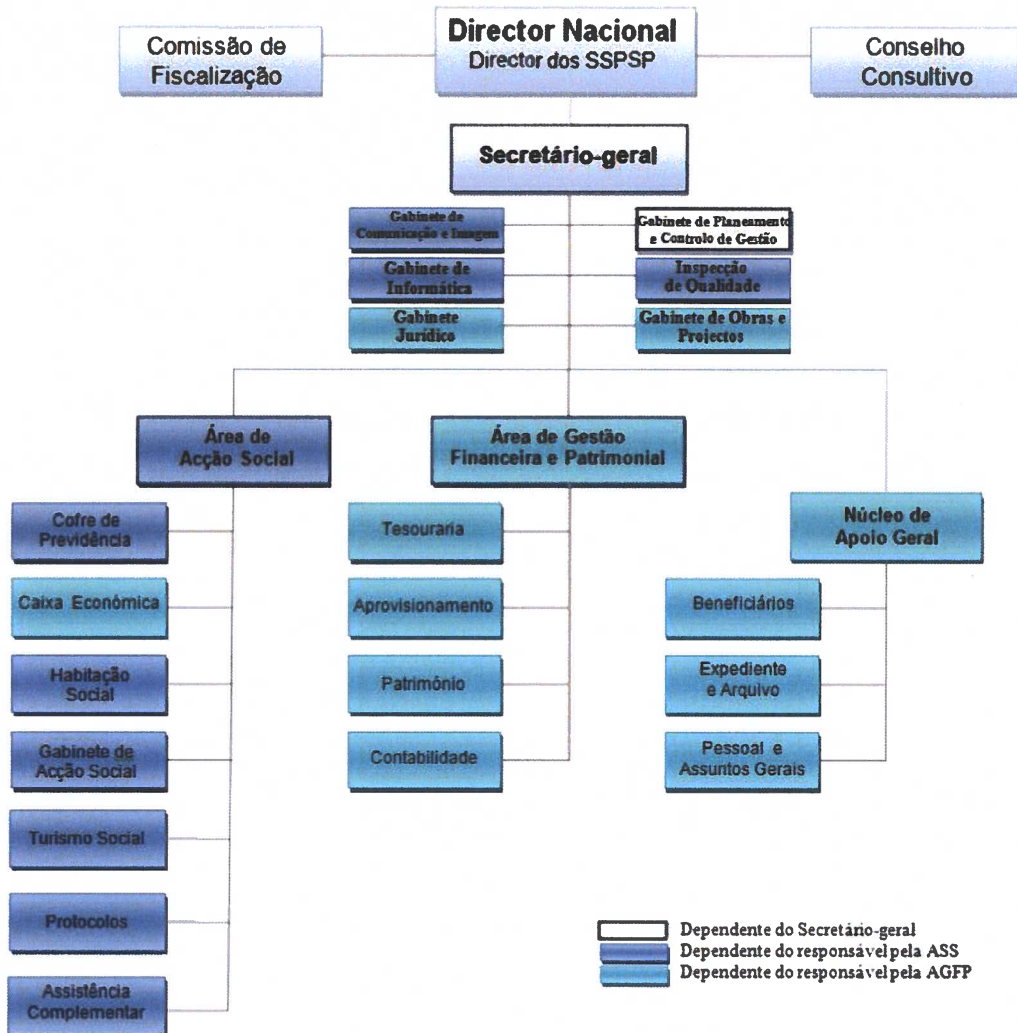 Comissão de
Fiscalização
Director Nacional
Director dos SSPSP
Conselho
Consultivo
Secretário-geral
Gabinete de
Comunicação e Imagem
Gabinete de Planeamento
e Controlo de Gestão
Gabinete de
Informática
Inspecção
de Qualidade
Gabinete
Jurídico
Gabinete de Obras e
Projectos
Área de
Acção Social
Área de Gestão
Financeira e Patrimonial
Núcleo de
Apoio Geral
Cofre de
Previdência
Caixa Económica
Habitação
Social
Gabinete de
Acção Social
Turismo Social
Protocolos
Assistência
Complementar
Tesouraria
Aprovisionamento
Património
Contabilidade
Beneficiários
Expediente
e Arquivo
Pessoal e
Assuntos Gerais
Dependente do Secretário-geral
Dependente do responsável pela ASS
Dependente do responsável pela AGFP